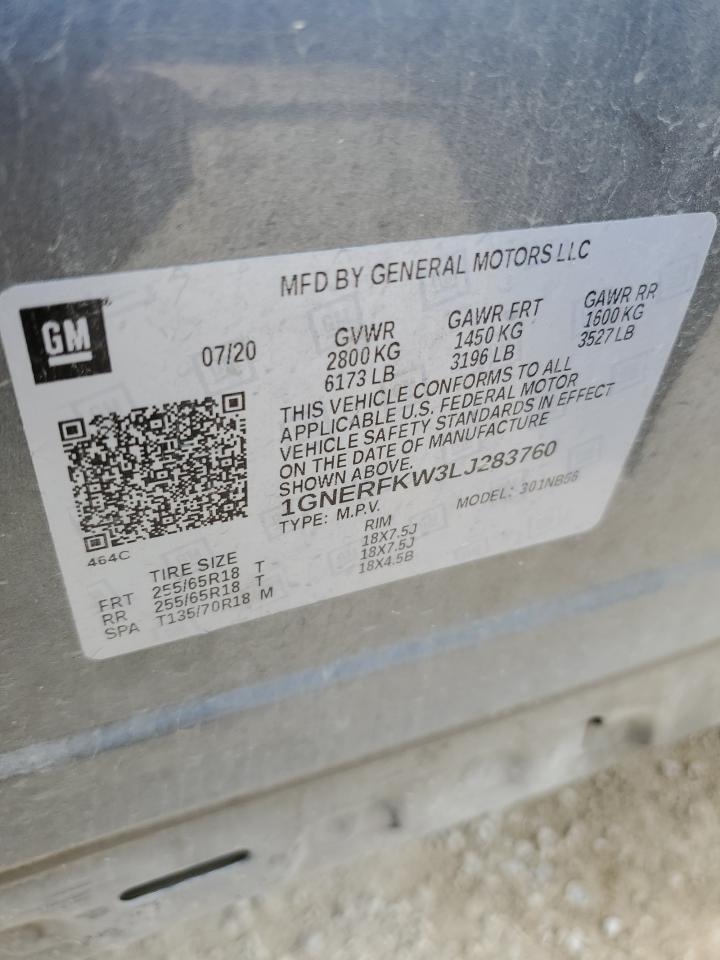 MFD BY GENERAL MOTORS LLC
GM
07/20
GVWR
2800 KG
6173 LB
GAWR FRT
1450 KG
3196 LB
GAWR RR
1600 KG
3527 LB
THIS VEHICLE CONFORMS TO ALL
APPLICABLE U.S. FEDERAL MOTOR
VEHICLE SAFETY STANDARDS IN EFFECT
ON THE DATE OF MANUFACTURE
SHOWN ABOVE.
1GNERFKW3LJ283760
TYPE: M.P.V.
MODEL: 301NB56
464C
TIRE SIZE
RIM
FRT 255/65R18 T 18X7.5J
RR 255/65R18 T 18X7.5J
SPA T135/70R18 M 18X4.5B